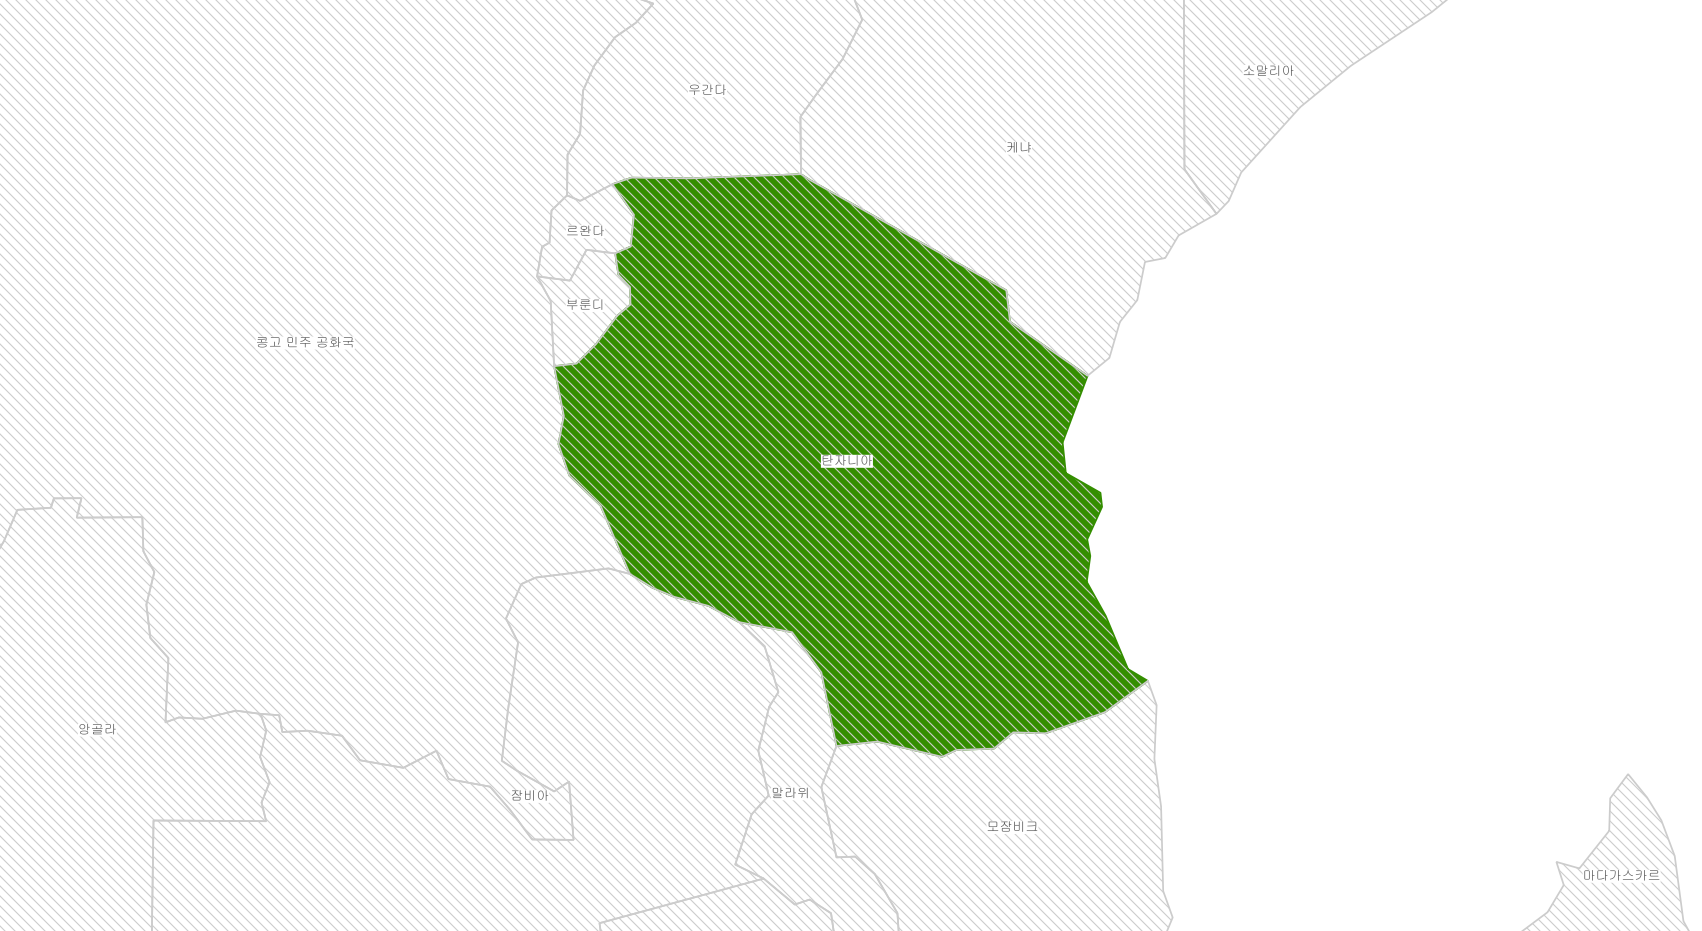 소말리아
우간다
케냐
르완다
부룬디
콩고 민주 공화국
탄자니아
앙골라
말라위
잠비아
모잠비크
마다가스카르